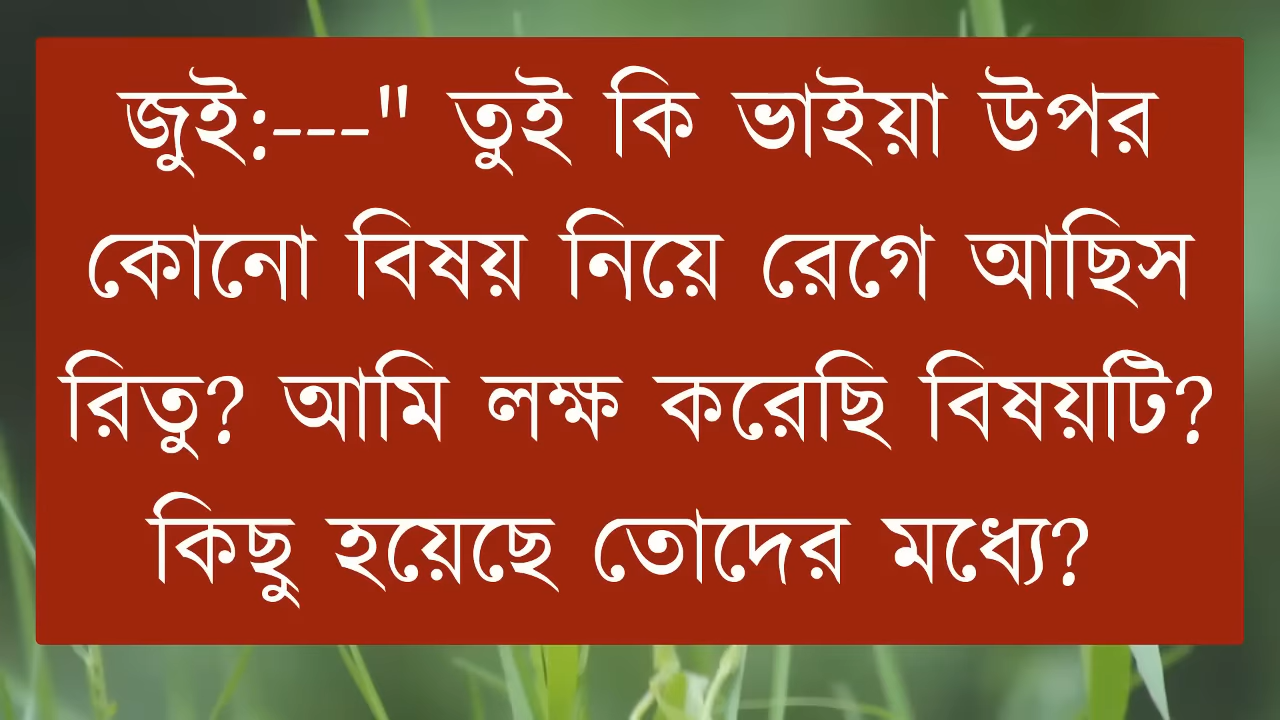 জুই:---" তুই কি ভাইয়া উপর
কোনো বিষয় নিয়ে রেগে আছিস
রিতু? আমি লক্ষ করেছি বিষয়টি?
কিছু হয়েছে তোদের মধ্যে?